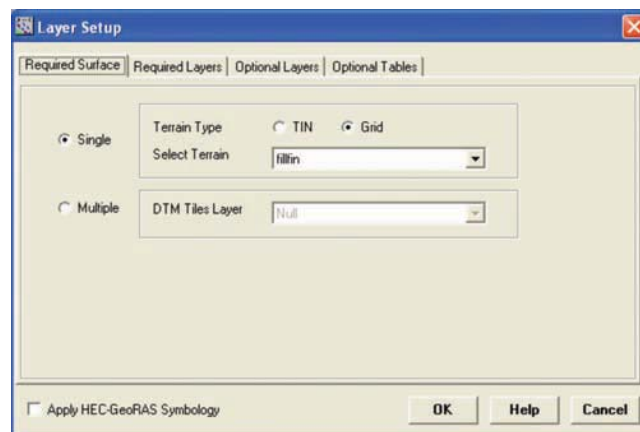 Layer Setup
Required Surface Required Layers Optional Layers Optional Tables
Single
Terrain Type TIN Grid
Select Terrain fillfin
Multiple DTM Tiles Layer Null
Apply HEC-GeoRAS Symbology OK Help Cancel